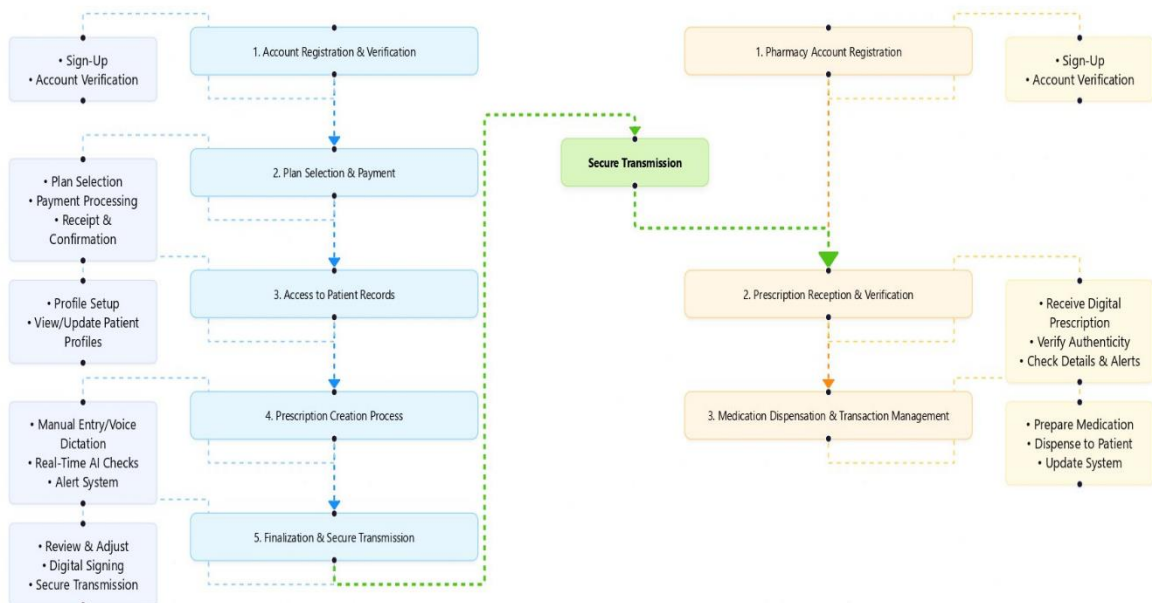 • Sign-Up
• Account Verification
1. Account Registration & Verification
1. Pharmacy Account Registration
• Sign-Up
• Account Verification
• Plan Selection
• Payment Processing
• Receipt &
Confirmation
2. Plan Selection & Payment
Secure Transmission
• Profile Setup
• View/Update Patient
Profiles
3. Access to Patient Records
2. Prescription Reception & Verification
• Receive Digital
Prescription
• Verify Authenticity
• Check Details & Alerts
• Manual Entry/Voice
Dictation
• Real-Time AI Checks
• Alert System
4. Prescription Creation Process
3. Medication Dispensation & Transaction Management
• Prepare Medication
• Dispense to Patient
• Update System
• Review & Adjust
• Digital Signing
• Secure Transmission
5. Finalization & Secure Transmission